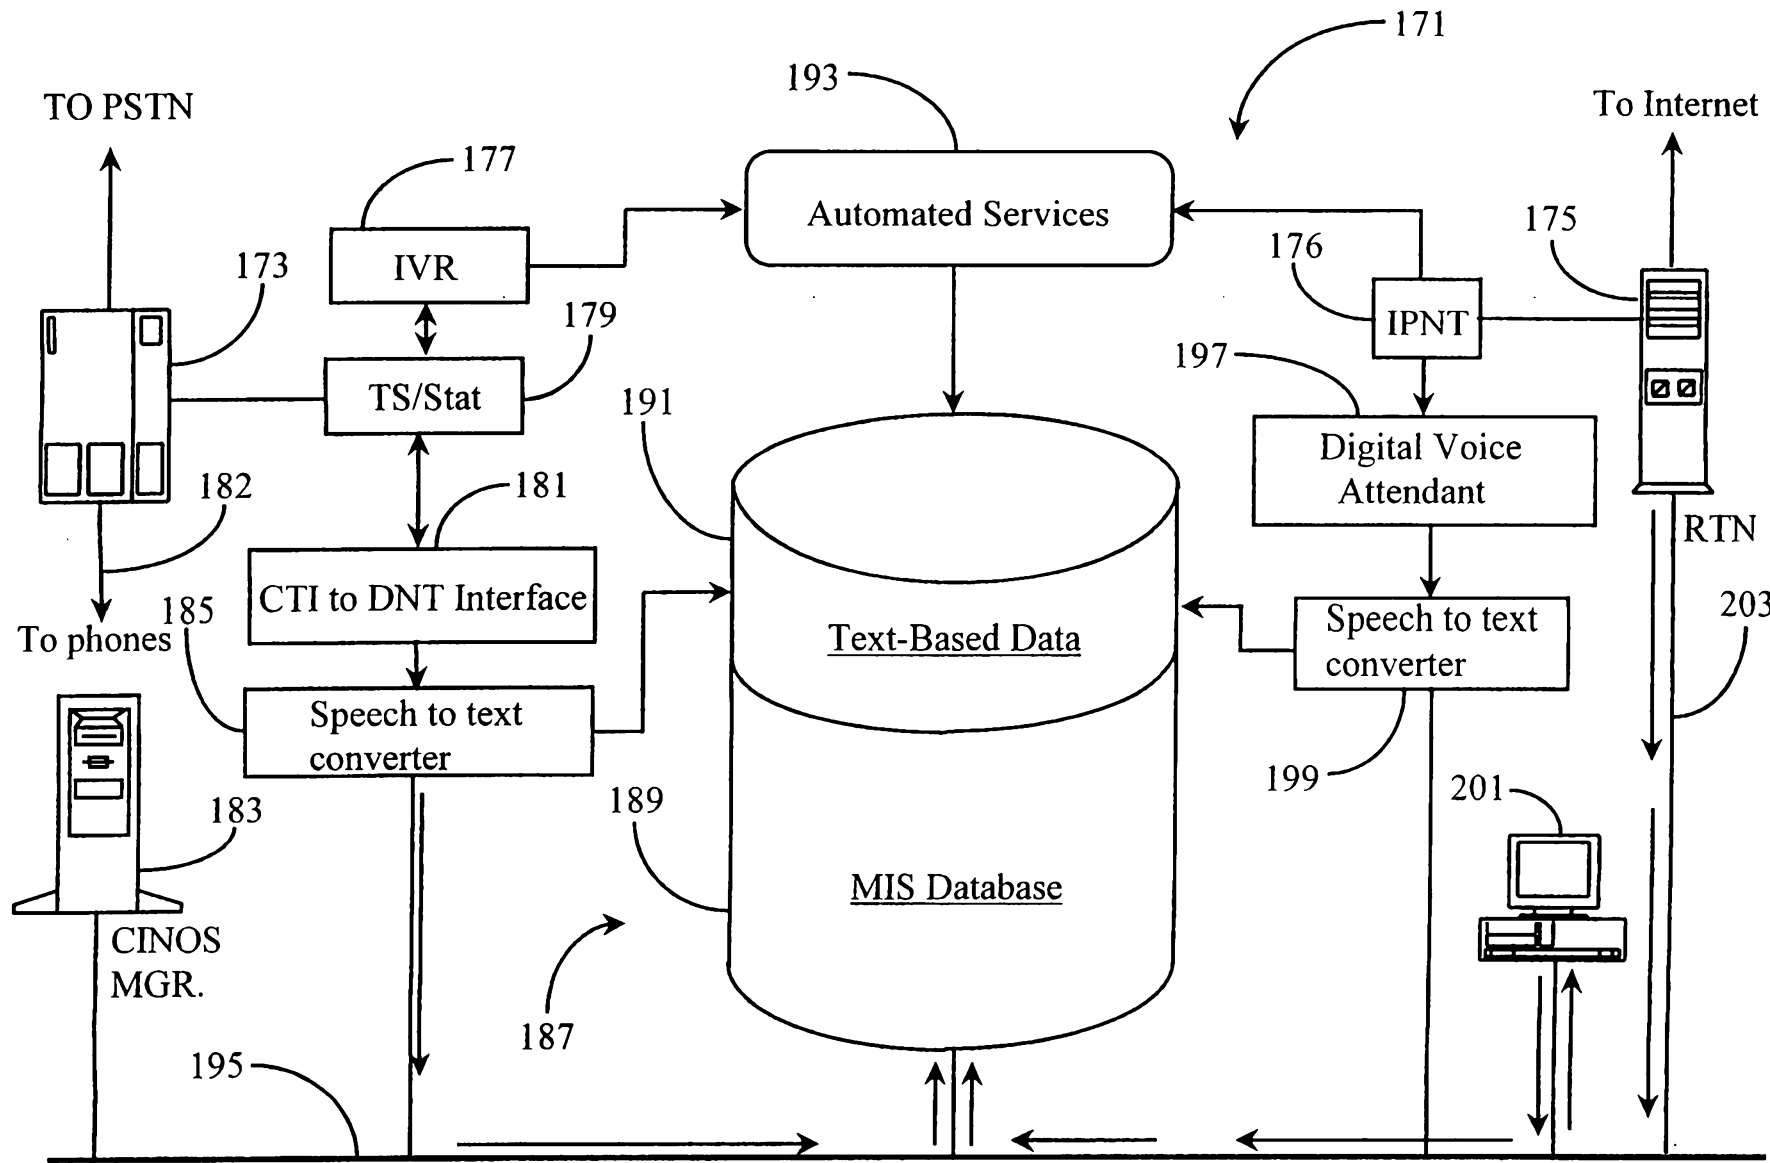 171
193
TO PSTN
To Internet
177
Automated Services
175
176
IVR
173
179
IPNT
197
TS/Stat
191
Digital Voice
Attendant
181
182
RTN
CTI to DNT Interface
185
203
Speech to text
converter
To phones
Text-Based Data
Speech to text
converter
199
201
183
189
MIS Database
CINOS
MGR.
187
195